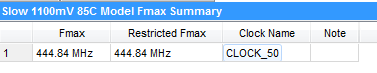 Slow 1100mV 85C Model Fmax Summary
Fmax Restricted Fmax Clock Name Note
1 444.84 MHz 444.84 MHz CLOCK_50